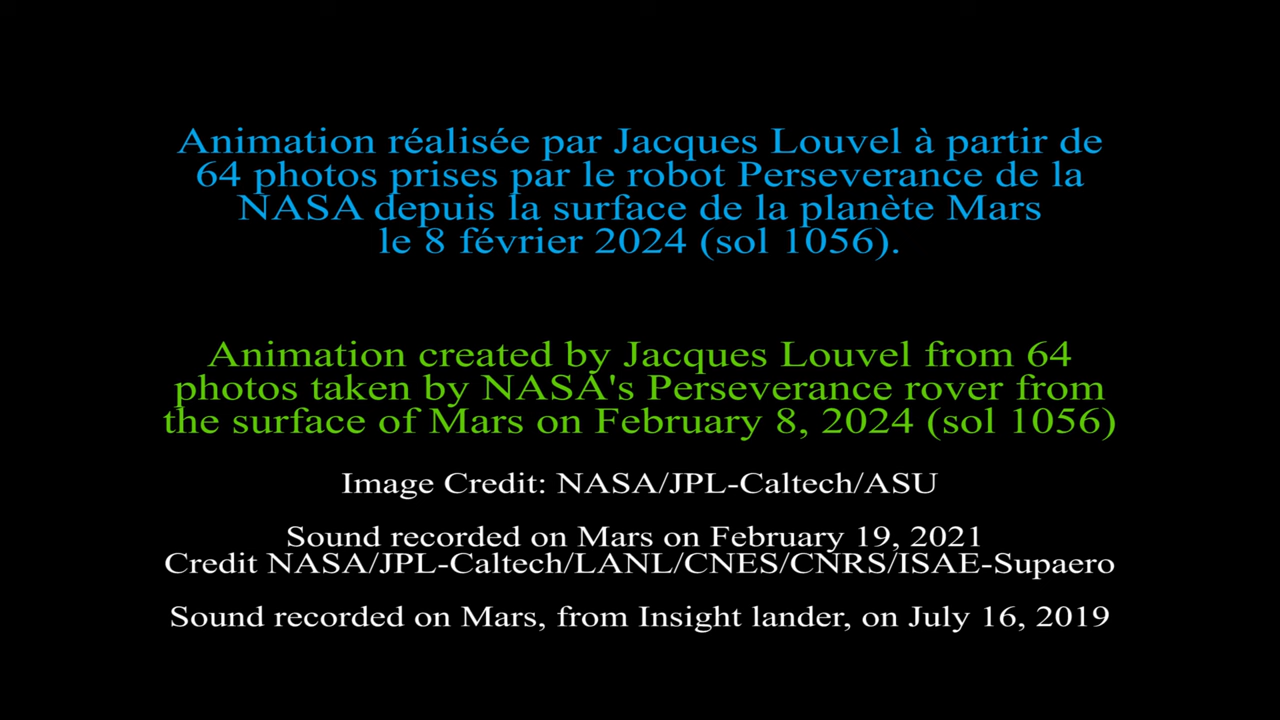 Animation réalisée par Jacques Louvel à partir de
64 photos prises par le robot Perseverance de la
NASA depuis la surface de la planète Mars
le 8 février 2024 (sol 1056).
Animation created by Jacques Louvel from 64
photos taken by NASA's Perseverance rover from
the surface of Mars on February 8, 2024 (sol 1056)
Image Credit: NASA/JPL-Caltech/ASU
Sound recorded on Mars on February 19, 2021
Credit NASA/JPL-Caltech/LANL/CNES/CNRS/ISAE-Supaero
Sound recorded on Mars, from Insight lander, on July 16, 2019